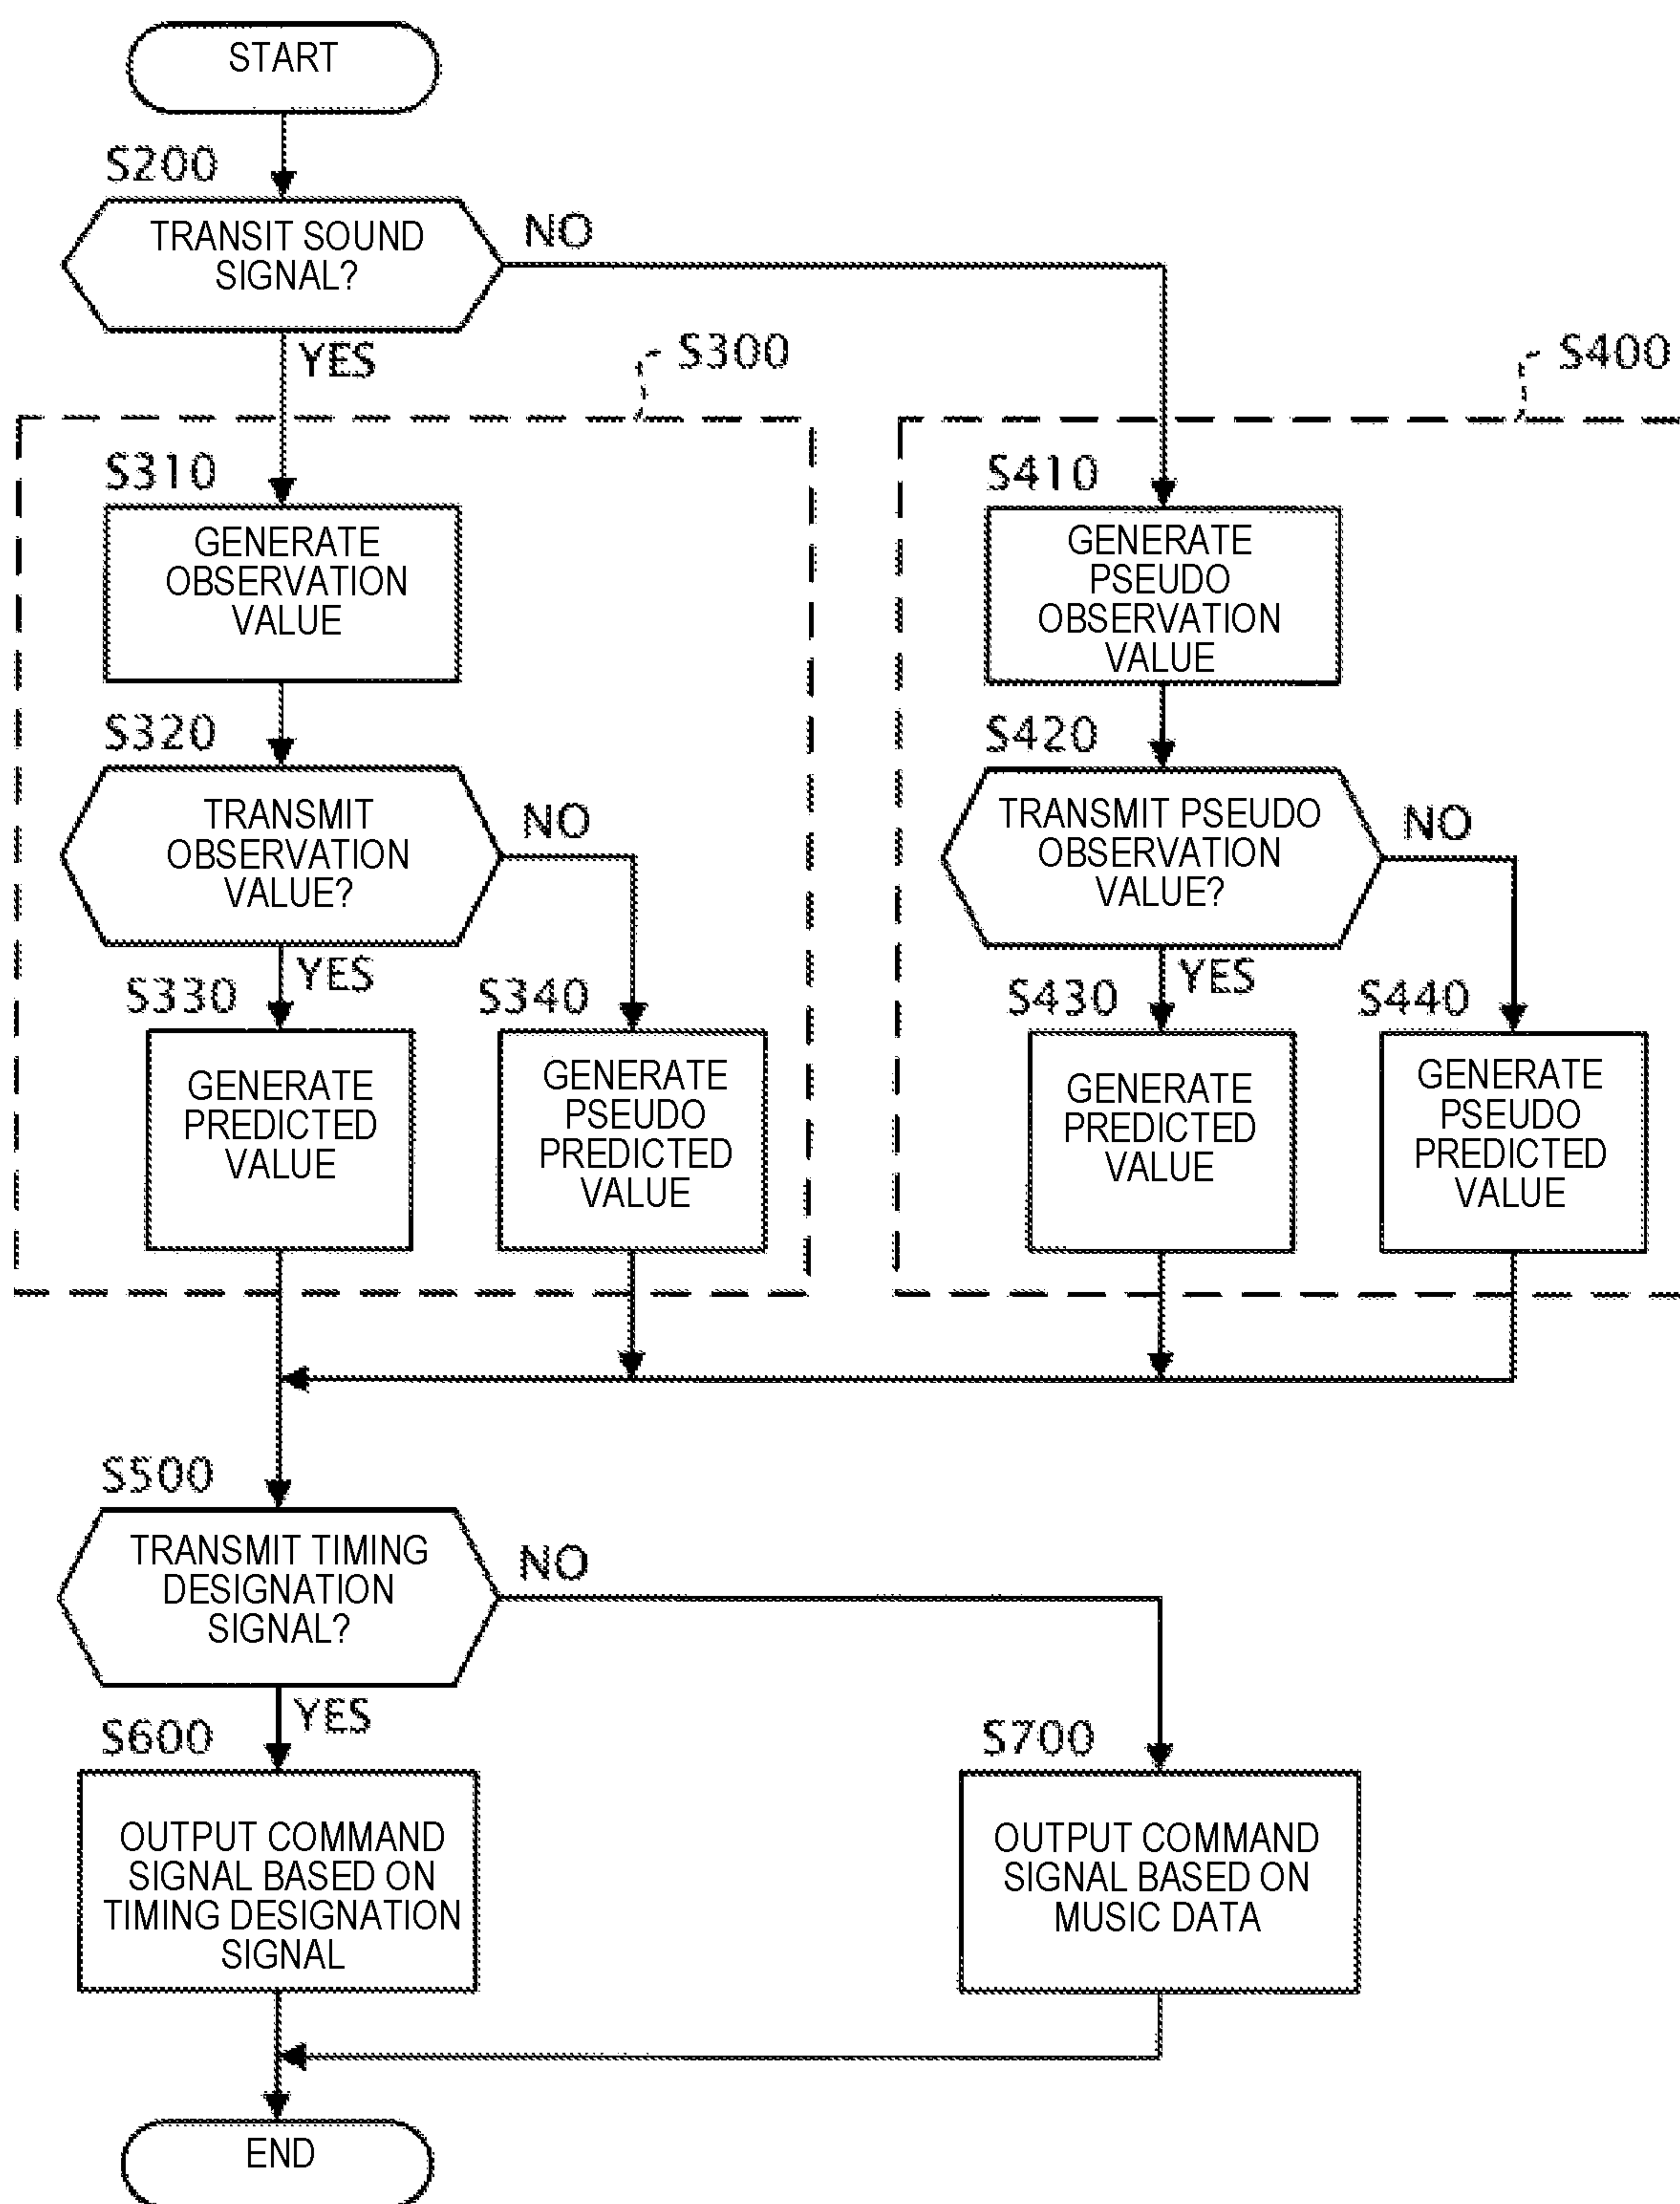 START
S200
TRANSIT SOUND
SIGNAL?
NO
YES
S300
S400
S310
GENERATE
OBSERVATION
VALUE
S410
GENERATE
PSEUDO
OBSERVATION
VALUE
S320
TRANSMIT
OBSERVATION
VALUE?
NO
YES
S420
TRANSMIT PSEUDO
OBSERVATION
VALUE?
NO
YES
S330
GENERATE
PREDICTED
VALUE
S340
GENERATE
PSEUDO
PREDICTED
VALUE
S430
GENERATE
PREDICTED
VALUE
S440
GENERATE
PSEUDO
PREDICTED
VALUE
S500
TRANSMIT TIMING
DESIGNATION
SIGNAL?
NO
YES
S600
OUTPUT COMMAND
SIGNAL BASED ON
TIMING DESIGNATION
SIGNAL
S700
OUTPUT COMMAND
SIGNAL BASED ON
MUSIC DATA
END